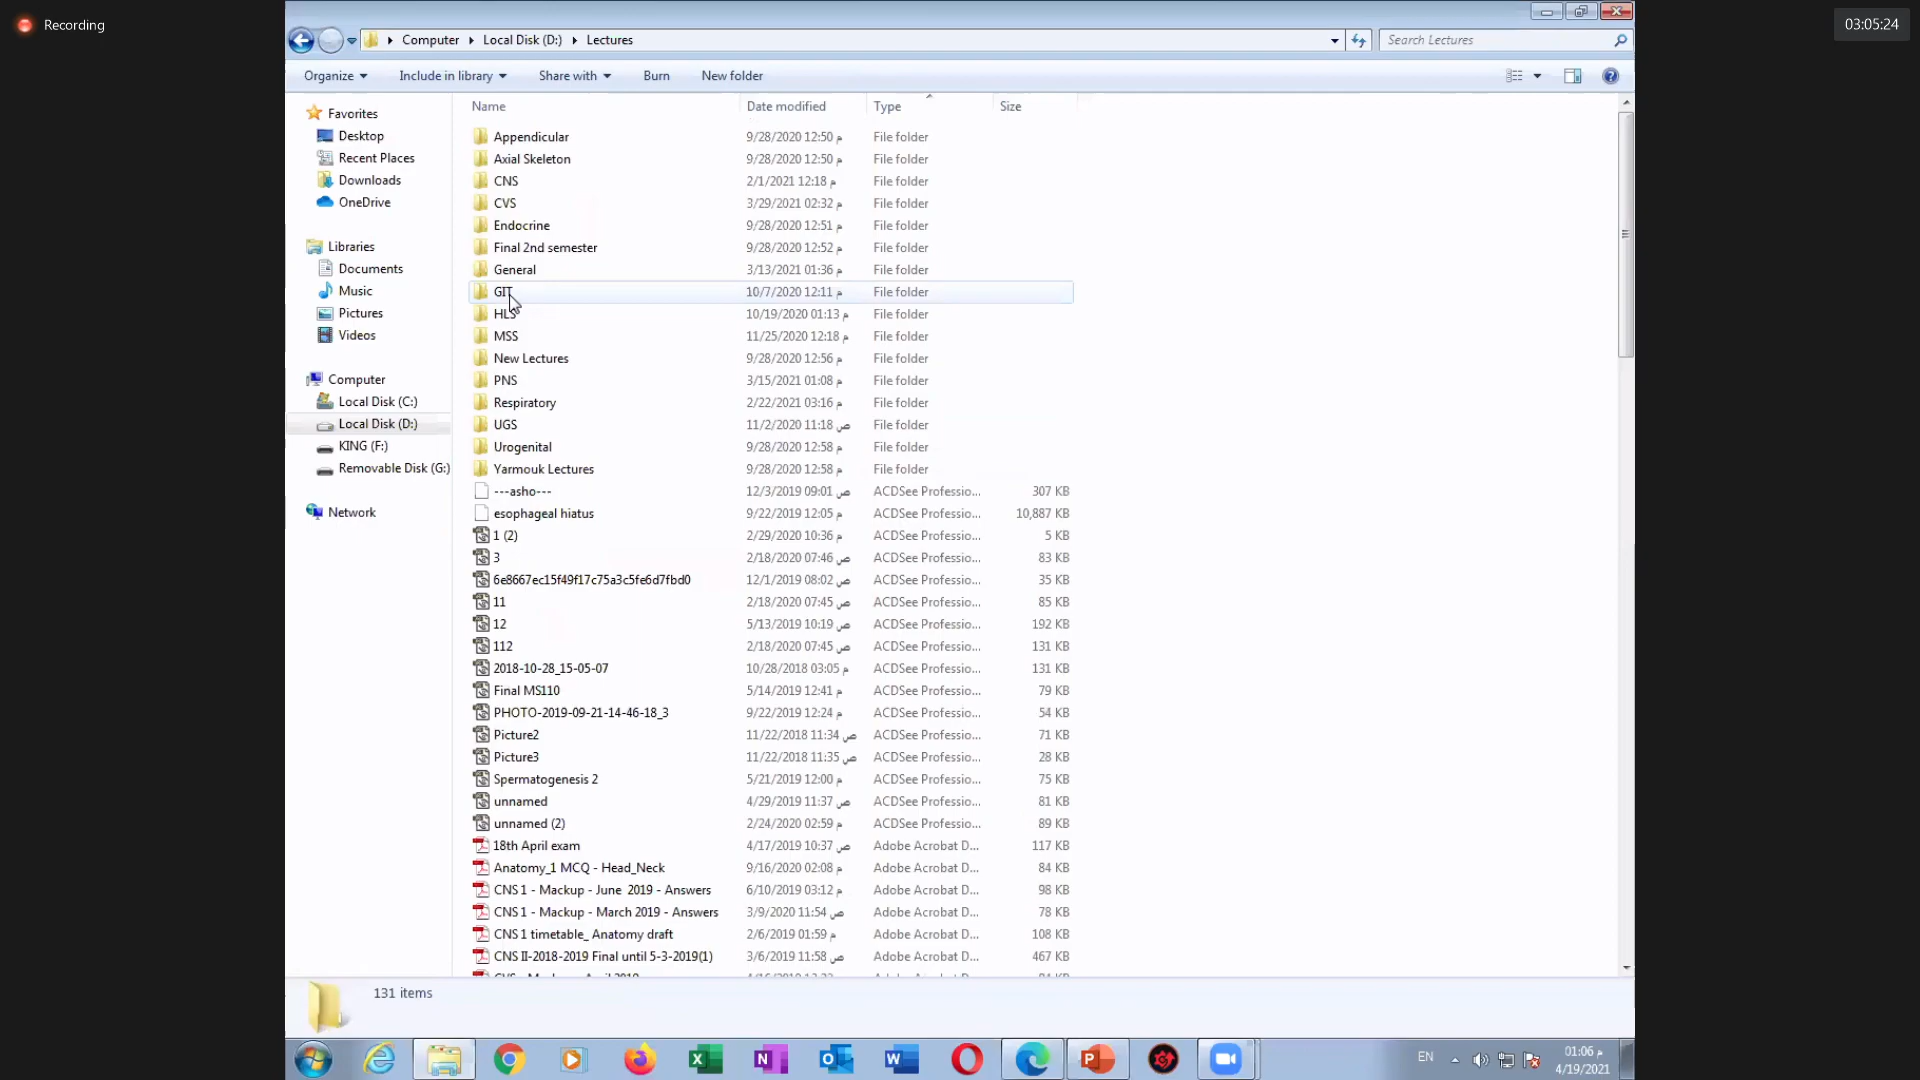 Recording
03:05:24
Computer Local Disk (D:) Lectures
Search Lectures
Organize Include in library Share with Burn New folder
Name Date modified Type Size
Favorites
Desktop
Recent Places
Downloads
OneDrive
Libraries
Documents
Music
Pictures
Videos
Computer
Local Disk (C:)
Local Disk (D:)
KING (F:)
Removable Disk (G:)
Network
Appendicular 9/28/2020 12:50 م File folder
Axial Skeleton 9/28/2020 12:50 م File folder
CNS 2/1/2021 12:18 م File folder
CVS 3/29/2021 02:32 م File folder
Endocrine 9/28/2020 12:51 م File folder
Final 2nd semester 9/28/2020 12:52 م File folder
General 3/13/2021 01:36 م File folder
GIT 10/7/2020 12:11 م File folder
HLS 10/19/2020 01:13 م File folder
MSS 11/25/2020 12:18 م File folder
New Lectures 9/28/2020 12:56 م File folder
PNS 3/15/2021 01:08 م File folder
Respiratory 2/22/2021 03:16 م File folder
UGS 11/2/2020 11:18 ص File folder
Urogenital 9/28/2020 12:58 م File folder
Yarmouk Lectures 9/28/2020 12:58 م File folder
---asho--- 12/3/2019 09:01 ص ACDSee Professio... 307 KB
esophageal hiatus 9/22/2019 12:05 م ACDSee Professio... 10,887 KB
1 (2) 2/29/2020 10:36 م ACDSee Professio... 5 KB
3 2/18/2020 07:46 ص ACDSee Professio... 83 KB
6e8667ec15f49f17c75a3c5fe6d7fbd0 12/1/2019 08:02 ص ACDSee Professio... 35 KB
11 2/18/2020 07:45 ص ACDSee Professio... 85 KB
12 5/13/2019 10:19 ص ACDSee Professio... 192 KB
112 2/18/2020 07:45 ص ACDSee Professio... 131 KB
2018-10-28_15-05-07 10/28/2018 03:05 م ACDSee Professio... 131 KB
Final MS110 5/14/2019 12:41 م ACDSee Professio... 79 KB
PHOTO-2019-09-21-14-46-18_3 9/22/2019 12:24 م ACDSee Professio... 54 KB
Picture2 11/22/2018 11:34 ص ACDSee Professio... 71 KB
Picture3 11/22/2018 11:35 ص ACDSee Professio... 28 KB
Spermatogenesis 2 5/21/2019 12:00 م ACDSee Professio... 75 KB
unnamed 4/29/2019 11:37 ص ACDSee Professio... 81 KB
unnamed (2) 2/24/2020 02:59 م ACDSee Professio... 89 KB
18th April exam 4/17/2019 10:37 ص Adobe Acrobat D... 117 KB
Anatomy_1 MCQ - Head_Neck 9/16/2020 02:08 م Adobe Acrobat D... 84 KB
CNS 1 - Mackup - June 2019 - Answers 6/10/2019 03:12 م Adobe Acrobat D... 98 KB
CNS 1 - Mackup - March 2019 - Answers 3/9/2020 11:54 ص Adobe Acrobat D... 78 KB
CNS 1 timetable_ Anatomy draft 2/6/2019 01:59 م Adobe Acrobat D... 108 KB
CNS II-2018-2019 Final until 5-3-2019(1) 3/6/2019 11:58 ص Adobe Acrobat D... 467 KB
131 items
EN
01:06 م
4/19/2021